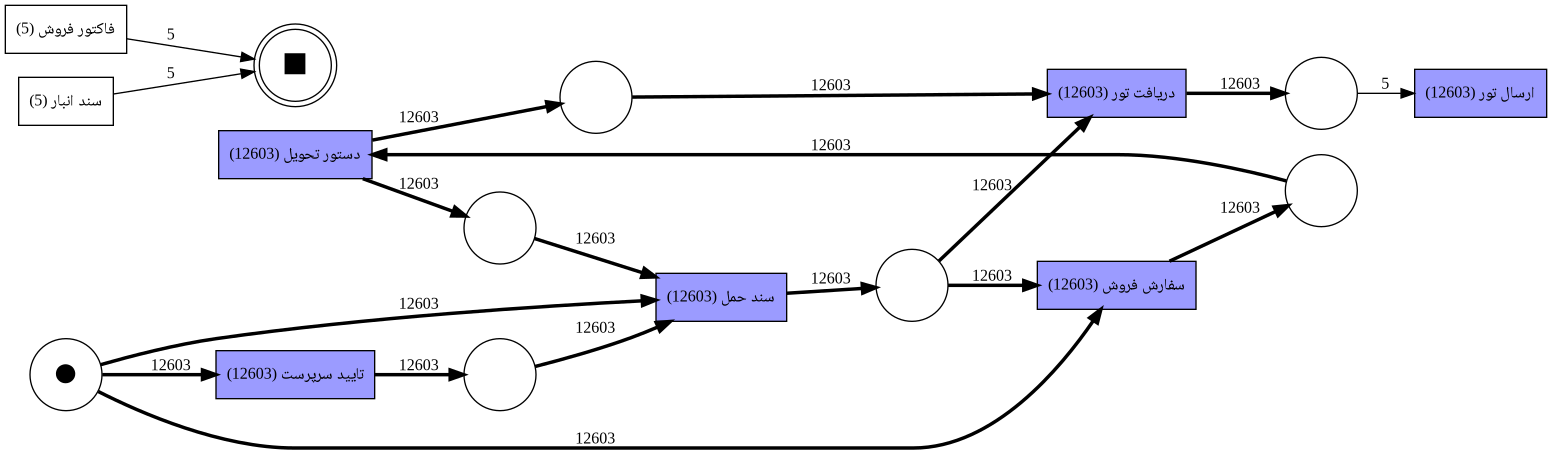 فاکتور فروش (5)
5
سند انبار (5)
5
دستور تحویل (12603)
12603
12603
12603
دریافت تور (12603)
12603
5
ارسال تور (12603)
12603
12603
12603
سند حمل (12603)
12603
12603
12603
سفارش فروش (12603)
12603
12603
12603
تایید سرپرست (12603)
12603
12603